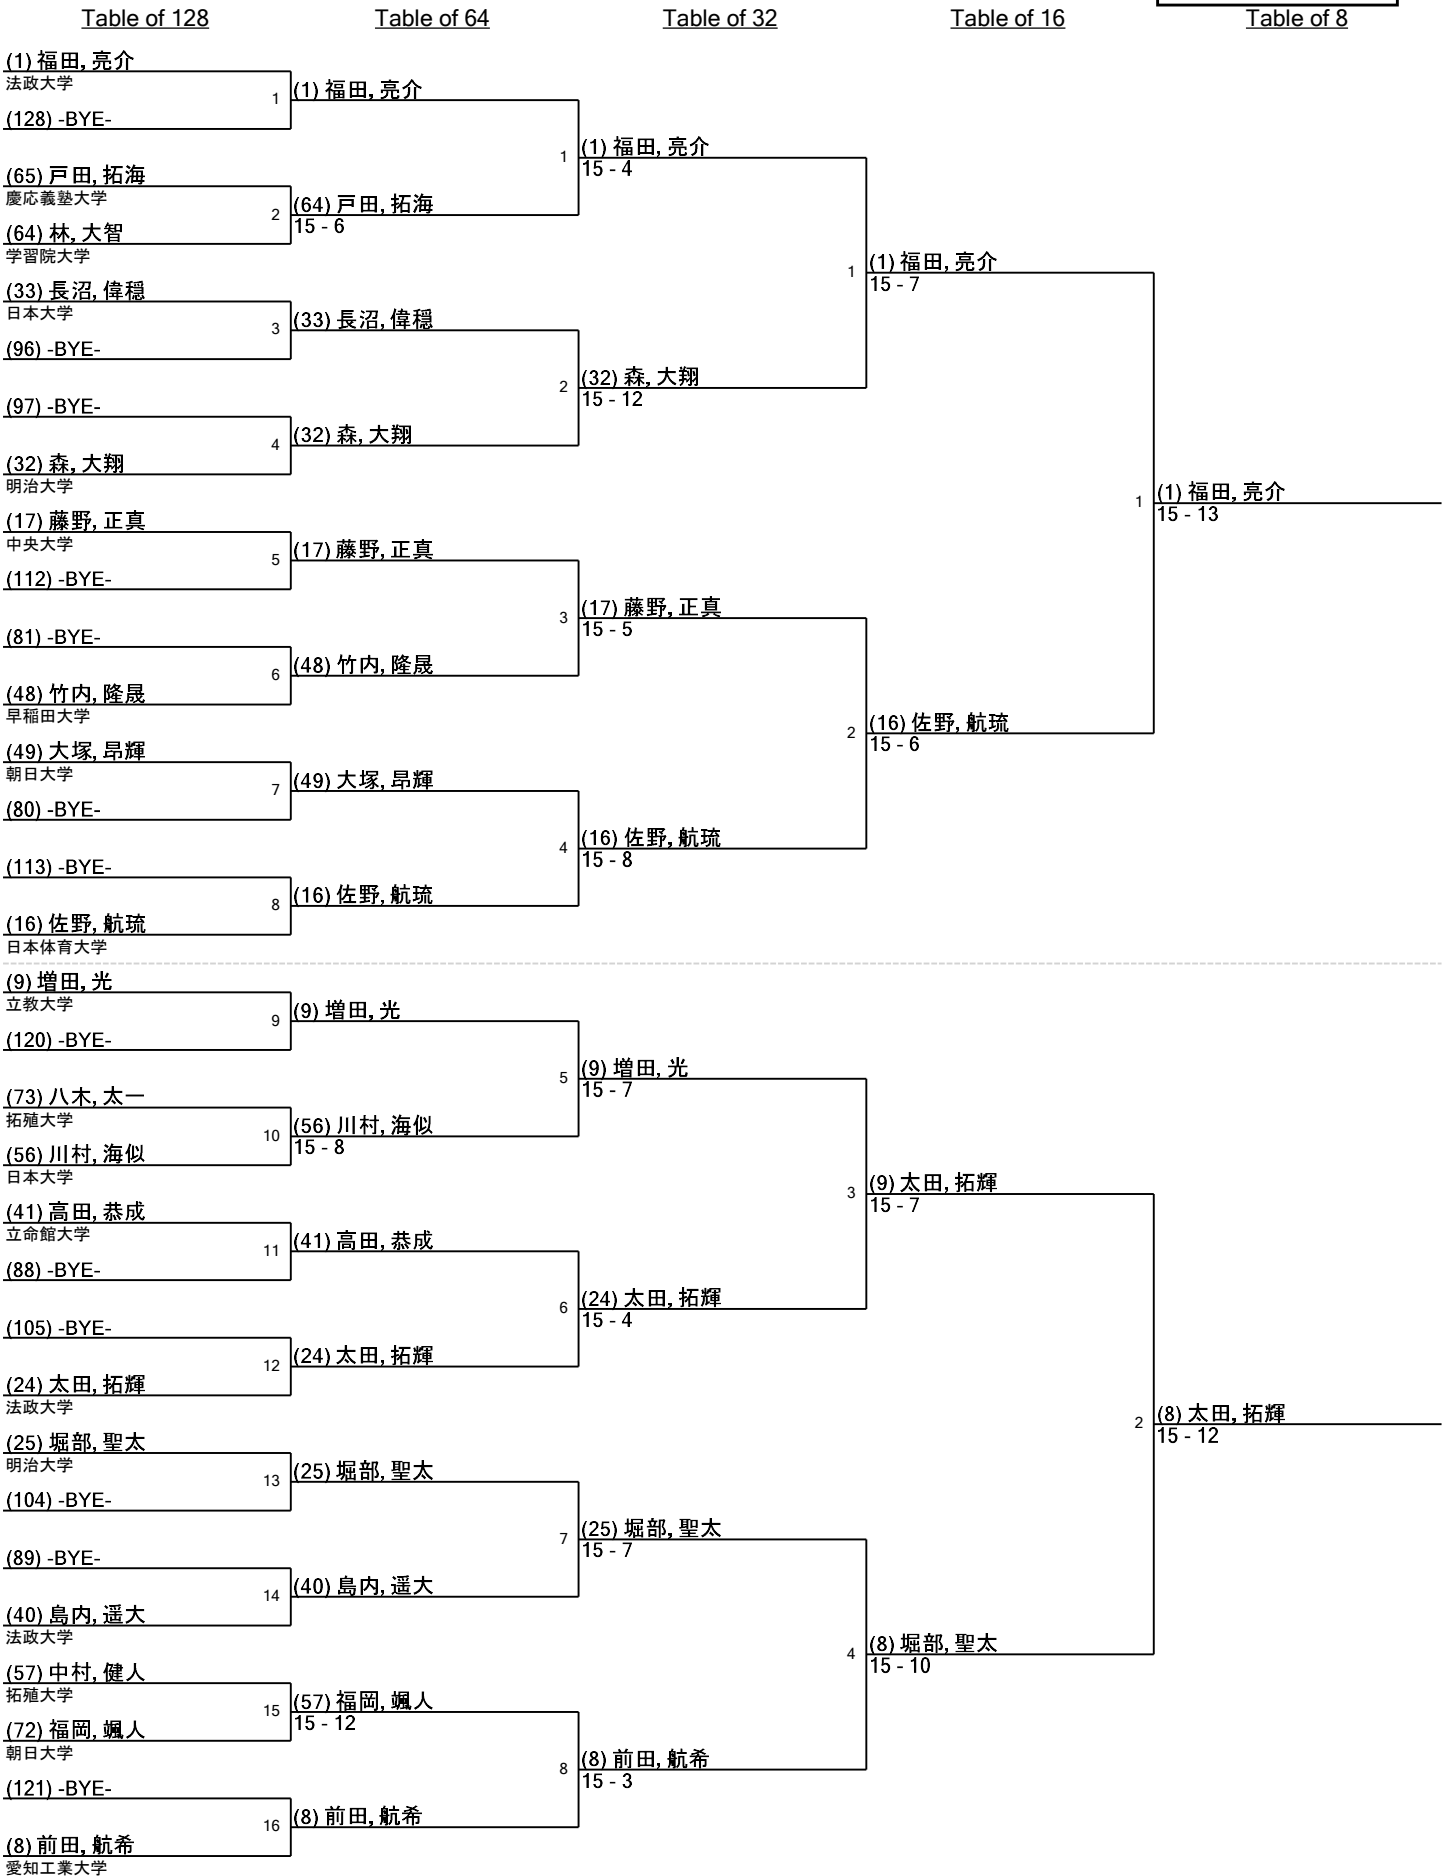 Table of 128
Table of 64
Table of 32
Table of 16
Table of 8
(1) 福田, 亮介
法政大学
1
(128) -BYE-
(65) 戸田, 拓海
慶応義塾大学
2
(64) 林, 大智
学習院大学
(33) 長沼, 偉穏
日本大学
3
(96) -BYE-
(97) -BYE-
4
(32) 森, 大翔
明治大学
(17) 藤野, 正真
中央大学
5
(112) -BYE-
(81) -BYE-
6
(48) 竹内, 隆晟
早稲田大学
(49) 大塚, 昂輝
朝日大学
7
(80) -BYE-
(113) -BYE-
8
(16) 佐野, 航琉
日本体育大学
(9) 増田, 光
立教大学
9
(120) -BYE-
(73) 八木, 太一
拓殖大学
10
(56) 川村, 海似
日本大学
(41) 高田, 恭成
立命館大学
11
(88) -BYE-
(105) -BYE-
12
(24) 太田, 拓輝
法政大学
(25) 堀部, 聖太
明治大学
13
(104) -BYE-
(89) -BYE-
14
(40) 島内, 遥大
法政大学
(57) 中村, 健人
拓殖大学
15
(72) 福岡, 颯人
朝日大学
(121) -BYE-
16
(8) 前田, 航希
愛知工業大学
(1) 福田, 亮介
1
(64) 戸田, 拓海
15 - 6
(33) 長沼, 偉穏
2
(32) 森, 大翔
(17) 藤野, 正真
3
(48) 竹内, 隆晟
(49) 大塚, 昂輝
4
(16) 佐野, 航琉
(9) 増田, 光
5
(56) 川村, 海似
15 - 8
(41) 高田, 恭成
6
(24) 太田, 拓輝
(25) 堀部, 聖太
7
(40) 島内, 遥大
(57) 福岡, 颯人
15 - 12
8
(8) 前田, 航希
(1) 福田, 亮介
15 - 4
1
(32) 森, 大翔
15 - 12
(17) 藤野, 正真
15 - 5
2
(16) 佐野, 航琉
15 - 8
(9) 増田, 光
15 - 7
3
(24) 太田, 拓輝
15 - 4
(25) 堀部, 聖太
15 - 7
4
(8) 前田, 航希
15 - 3
(1) 福田, 亮介
15 - 7
1
(16) 佐野, 航琉
15 - 6
(9) 太田, 拓輝
15 - 7
2
(8) 堀部, 聖太
15 - 10
(1) 福田, 亮介
15 - 13
(8) 太田, 拓輝
15 - 12